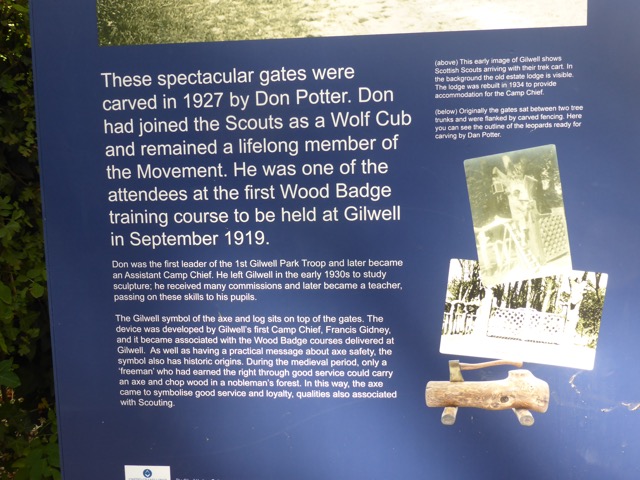 These spectacular gates were
carved in 1927 by Don Potter. Don
had joined the Scouts as a Wolf Cub
and remained a lifelong member of
the Movement. He was one of the
attendees at the first Wood Badge
training course to be held at Gilwell
in September 1919.
Don was the first leader of the 1st Gilwell Park Troop and later became
an Assistant Camp Chief. He left Gilwell in the early 1930s to study
sculpture; he received many commissions and later became a teacher,
passing on these skills to his pupils.
The Gilwell symbol of the axe and log sits on top of the gates. The
device was developed by Gilwell's first Camp Chief, Francis Gidney,
and it became associated with the Wood Badge courses delivered at
Gilwell. As well as having a practical message about axe safety, the
symbol also has historic origins. During the medieval period, only a
'freeman' who had earned the right through good service could carry
an axe and chop wood in a nobleman's forest. In this way, the axe
came to symbolise good service and loyalty, qualities also associated
with Scouting.
(above) This early image of Gilwell shows
Scottish Scouts arriving with their trek cart. In
the background the old estate lodge is visible.
The lodge was rebuilt in 1934 to provide
accommodation for the Camp Chief.
(below) Originally the gates sat between two tree
trunks and were flanked by carved fencing. Here
you can see the outline of the leopards ready for
carving by Dan Potter.